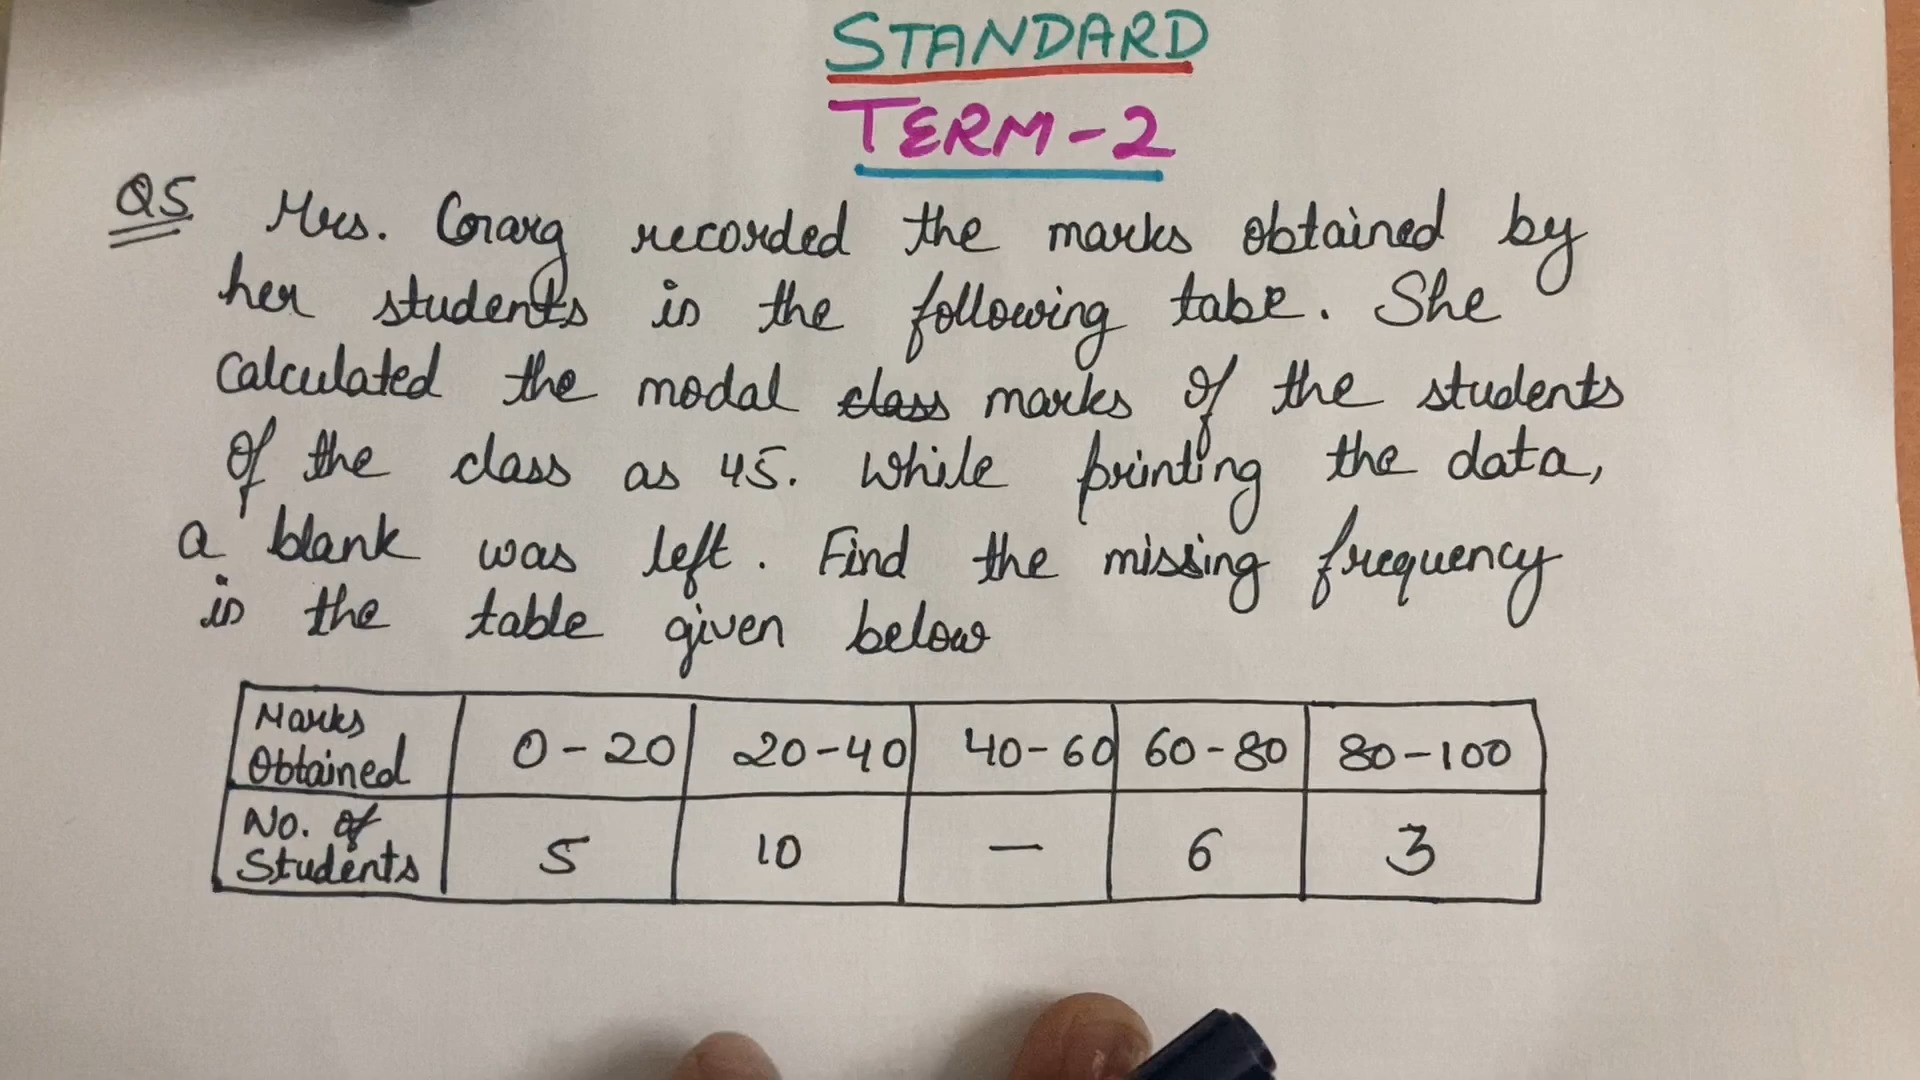 STANDARD
TERM-2
Q5 Mrs. Garg recorded the marks obtained by
her students in the following table. She
calculated the modal class marks of the students
of the class as 45. While printing the data,
a blank was left. Find the missing frequency
in the table given below
Marks Obtained 0-20 20-40 40-60 60-80 80-100
No. of Students 5 10 — 6 3